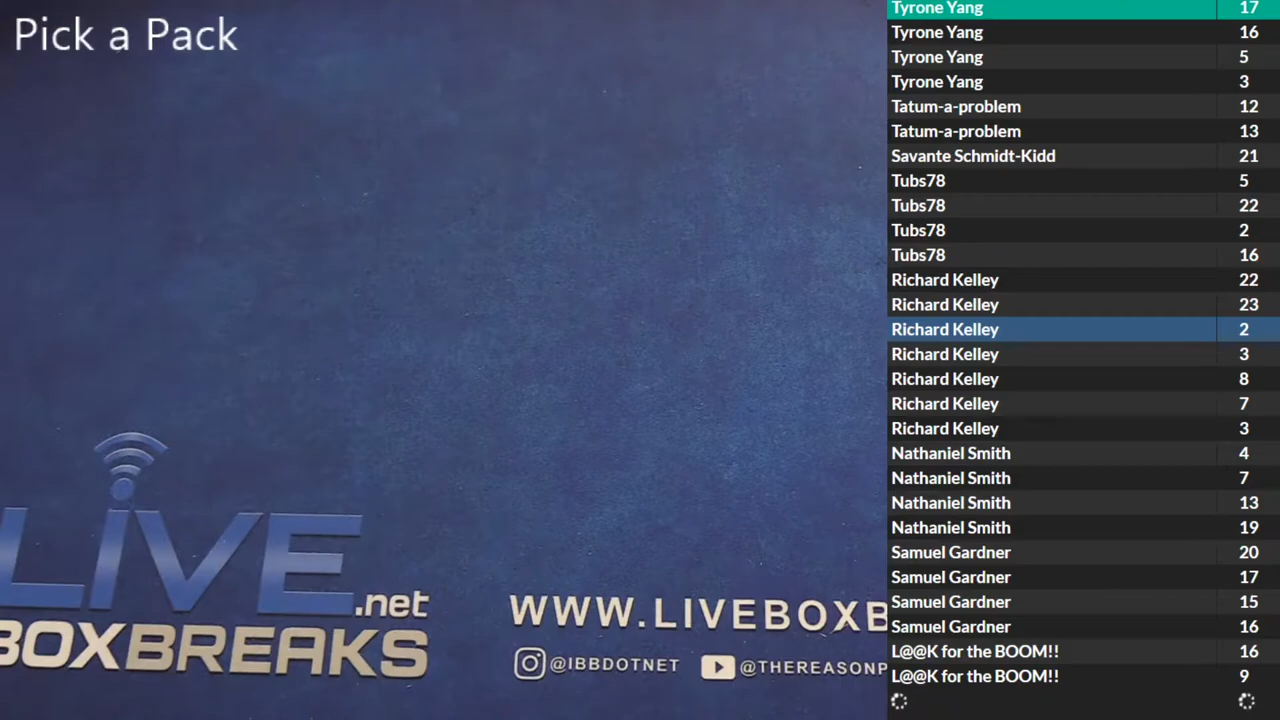 Pick a Pack
Tyrone Yang 17
Tyrone Yang 16
Tyrone Yang 5
Tyrone Yang 3
Tatum-a-problem 12
Tatum-a-problem 13
Savante Schmidt-Kidd 21
Tubs78 5
Tubs78 22
Tubs78 2
Tubs78 16
Richard Kelley 22
Richard Kelley 23
Richard Kelley 2
Richard Kelley 3
Richard Kelley 8
Richard Kelley 7
Richard Kelley 3
Nathaniel Smith 4
Nathaniel Smith 7
Nathaniel Smith 13
Nathaniel Smith 19
Samuel Gardner 20
Samuel Gardner 17
Samuel Gardner 15
Samuel Gardner 16
L@@K for the BOOM!! 16
L@@K for the BOOM!! 9
LIVE.net
BOXBREAKS
WWW.LIVEBOXB
@IBBDOTNET @THEREASONP